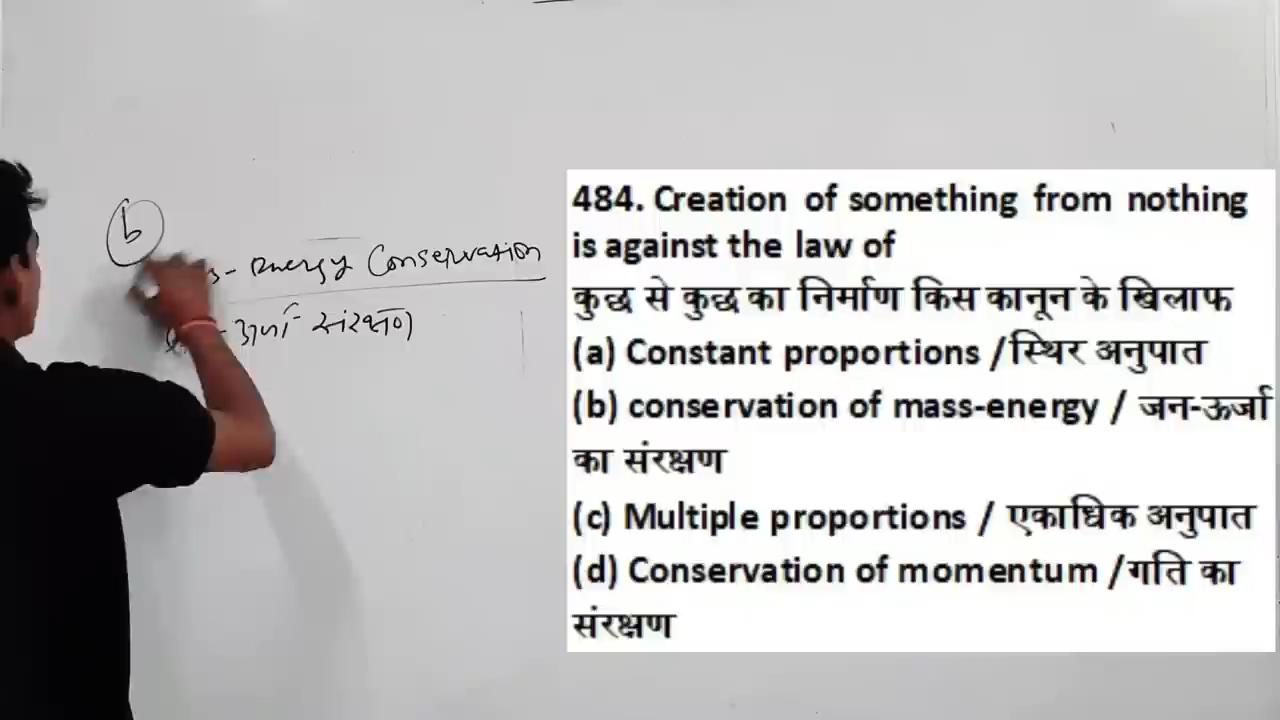 b
- Energy Conservation
- ऊर्जा संरक्षण
484. Creation of something from nothing
is against the law of
कुछ से कुछ का निर्माण किस कानून के खिलाफ
(a) Constant proportions /स्थिर अनुपात
(b) conservation of mass-energy / जन-ऊर्जा
का संरक्षण
(c) Multiple proportions / एकाधिक अनुपात
(d) Conservation of momentum /गति का
संरक्षण